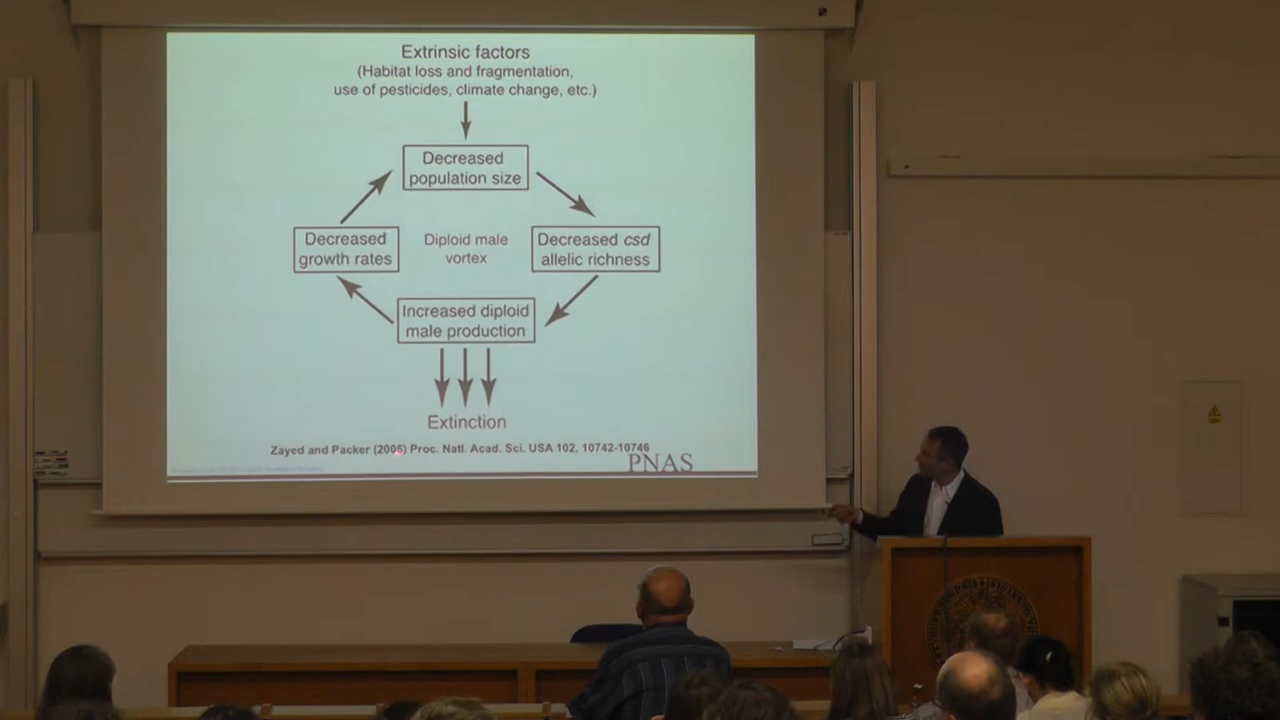 Extrinsic factors
(Habitat loss and fragmentation,
use of pesticides, climate change, etc.)
Decreased
population size
Decreased
growth rates
Diploid male
vortex
Decreased csd
allelic richness
Increased diploid
male production
Extinction
Zayed and Packer (2005) Proc. Natl. Acad. Sci. USA 102, 10742-10746
PNAS